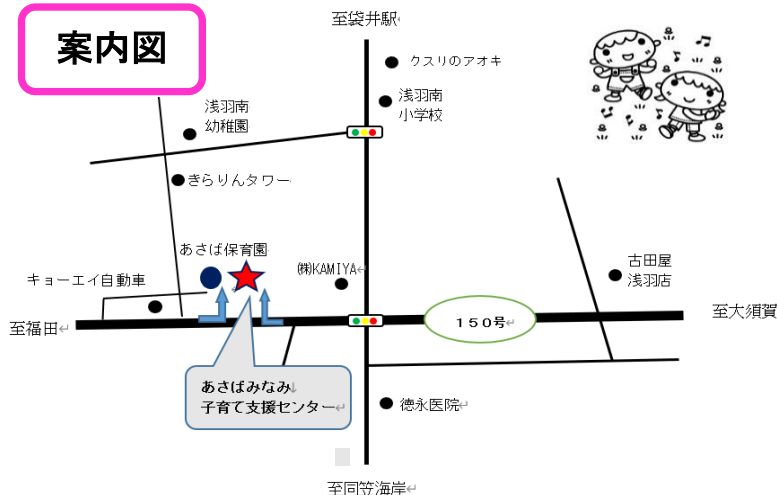 案内図
至袋井駅
クスリのアオキ
浅羽南
小学校
浅羽南
幼稚園
きらりんタワー
あさば保育園
㈱KAMIYA
キョーエイ自動車
古田屋
浅羽店
至大須賀
至福田
150号
あさばみなみ
子育て支援センター
徳永医院
至同笠海岸